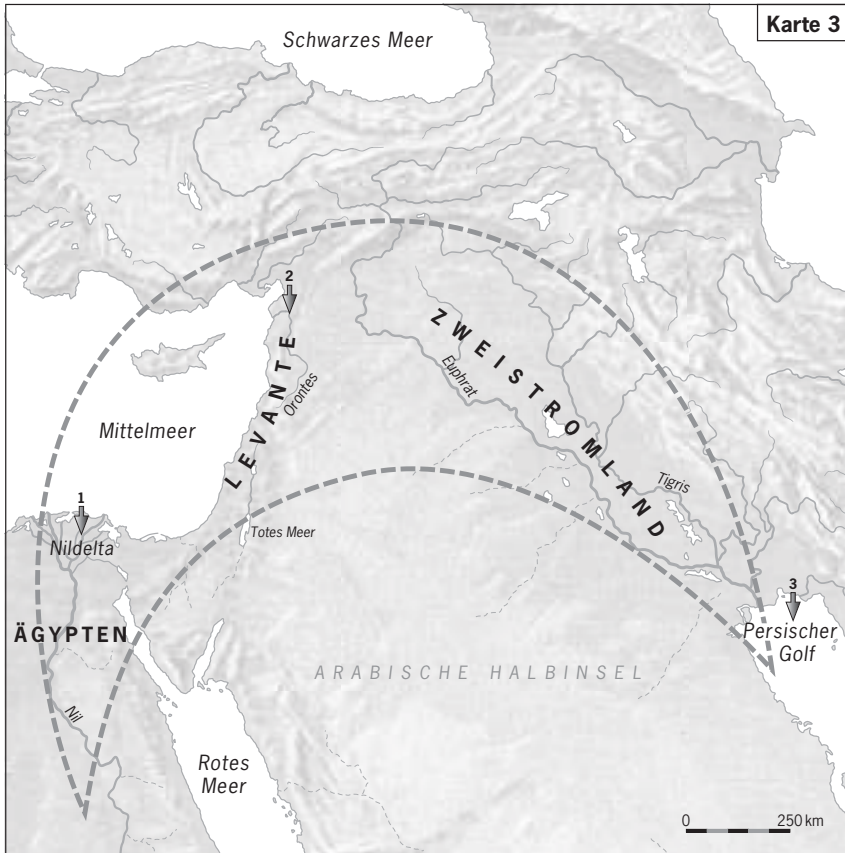 Karte 3
Schwarzes Meer
2
ZWEISTROMLAND
LEVANTE
Euphrat
Orontes
Mittelmeer
Tigris
1
Nildelta
Totes Meer
3
ÄGYPTEN
Persischer
Golf
ARABISCHE HALBINSEL
Nil
Rotes
Meer
0 250 km